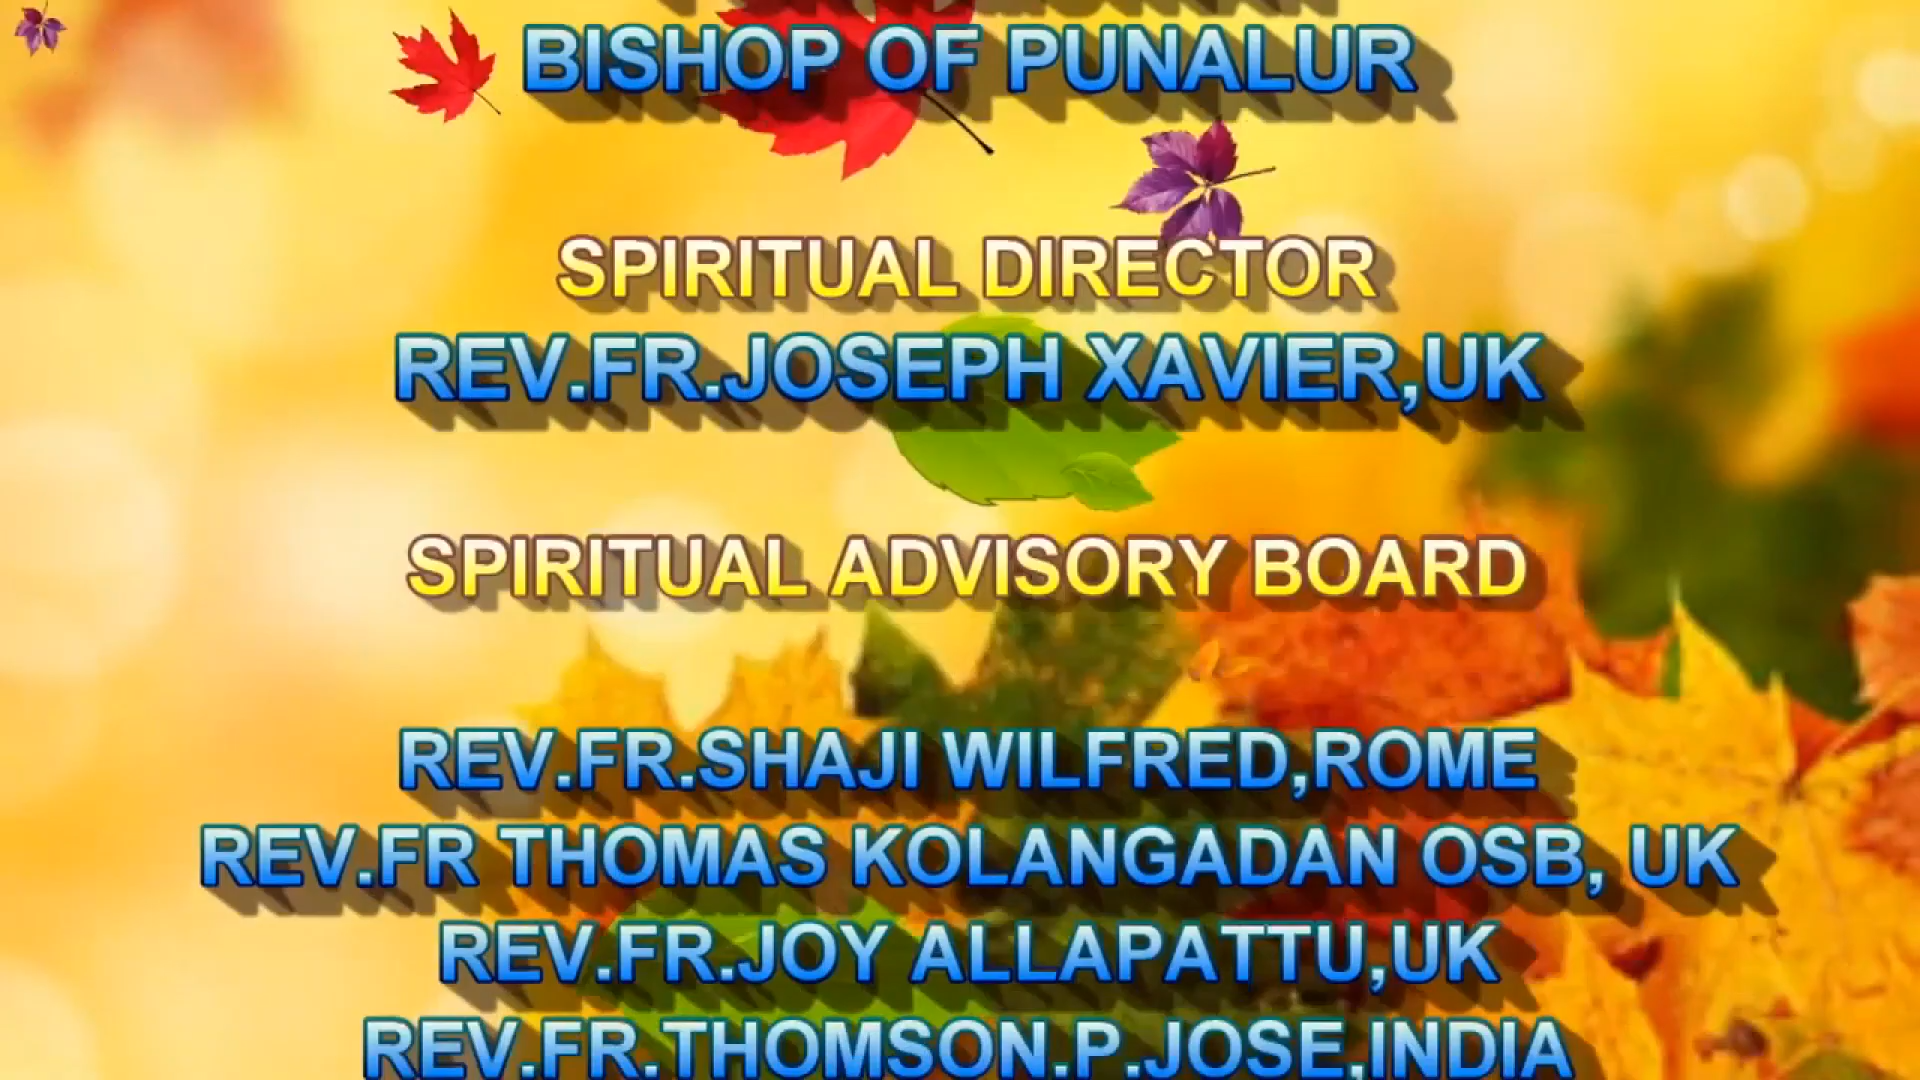 BISHOP OF PUNALUR
SPIRITUAL DIRECTOR
REV.FR.JOSEPH XAVIER,UK
SPIRITUAL ADVISORY BOARD
REV.FR.SHAJI WILFRED,ROME
REV.FR THOMAS KOLANGADAN OSB, UK
REV.FR.JOY ALLAPATTU,UK
REV.FR.THOMSON.P.JOSE,INDIA